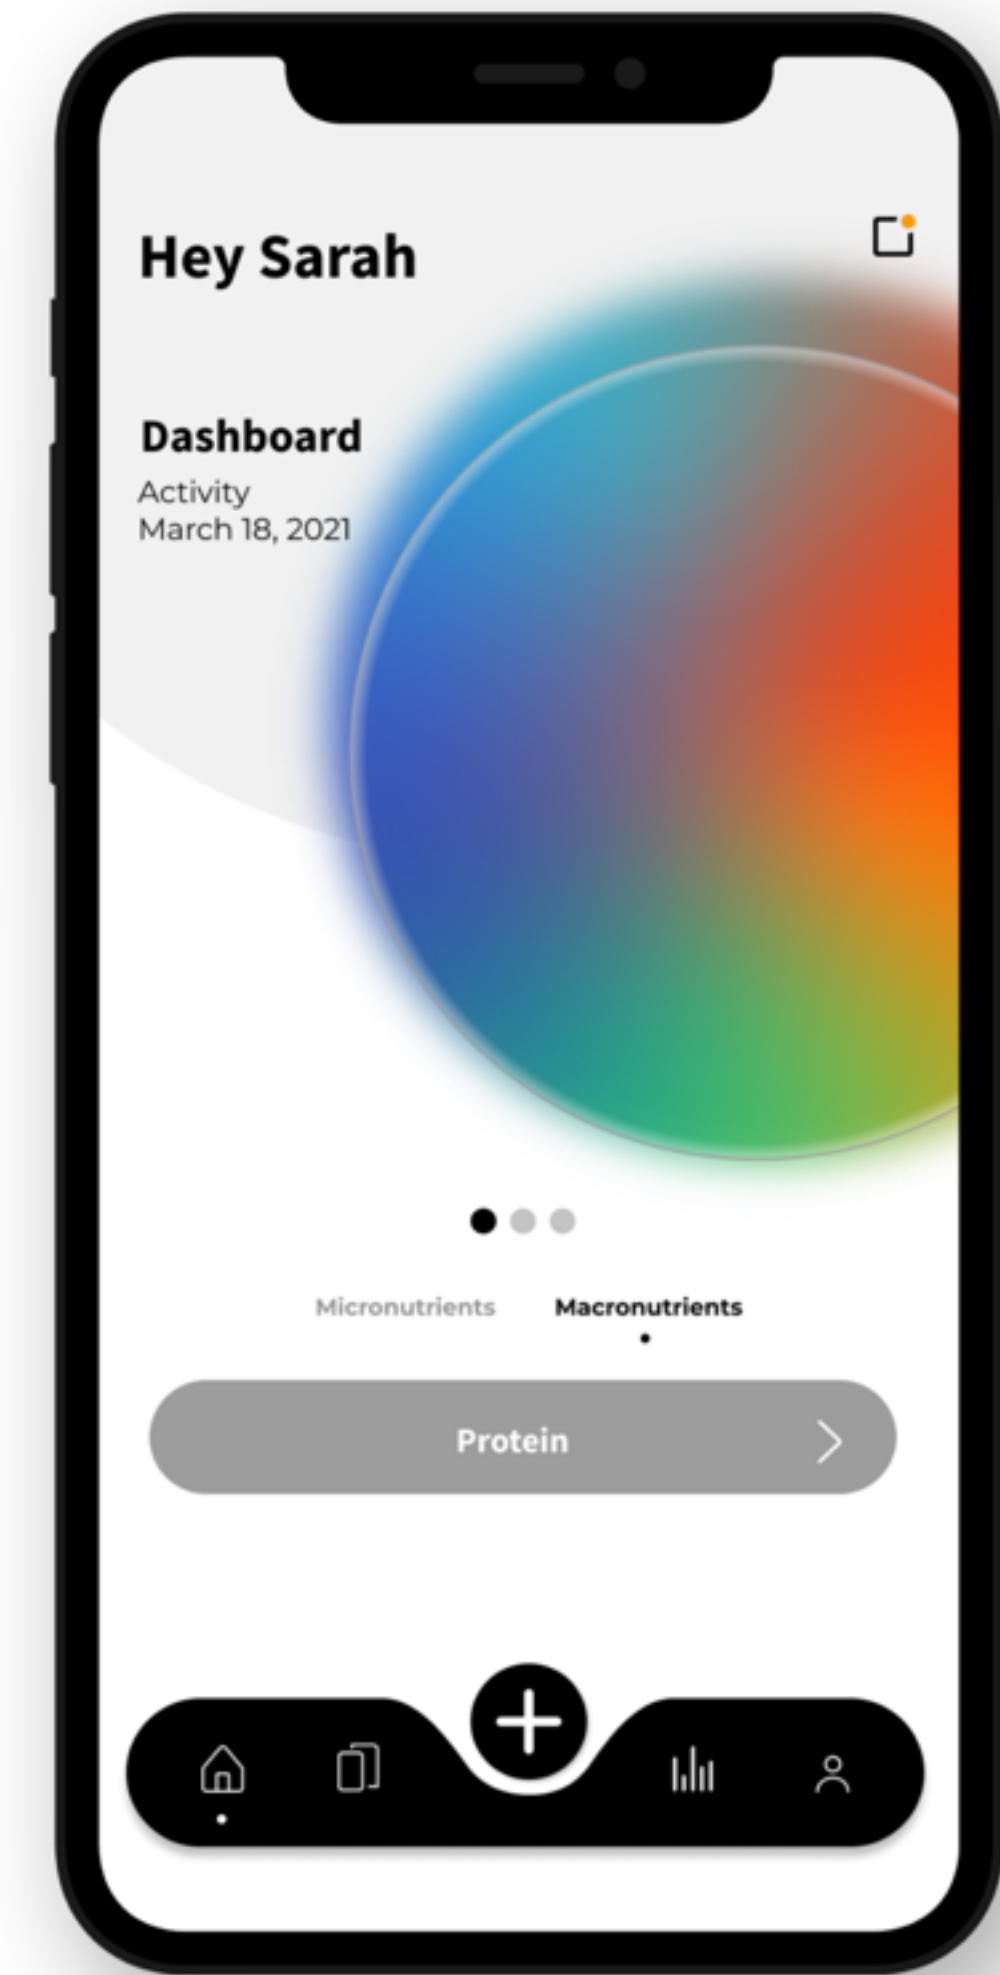 Hey Sarah
Dashboard
Activity
March 18, 2021
Micronutrients Macronutrients
Protein